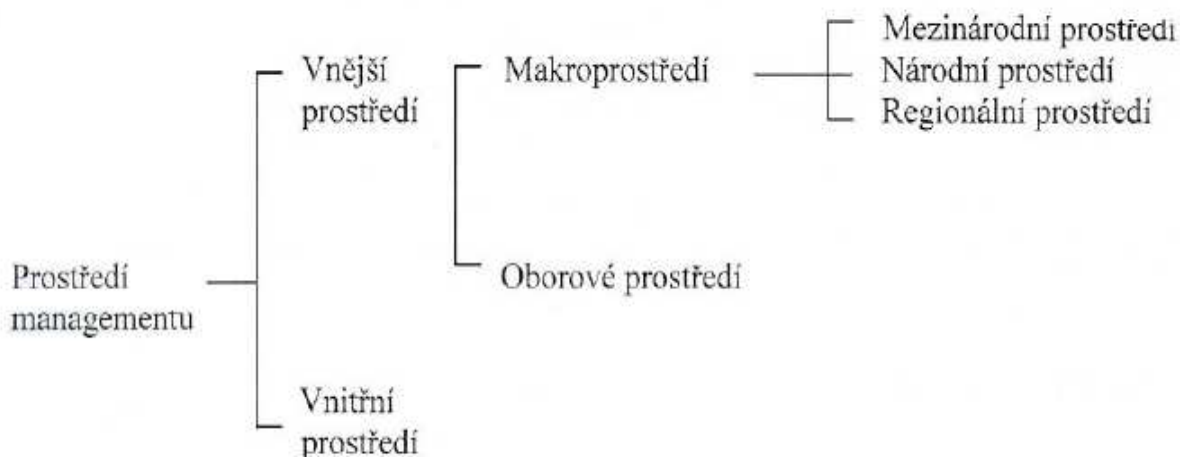 Mezinárodní prostředí
Vnější
prostředí
Makroprostředí
Národní prostředí
Regionální prostředí
Oborové prostředí
Prostředí
managementu
Vnitřní
prostředí